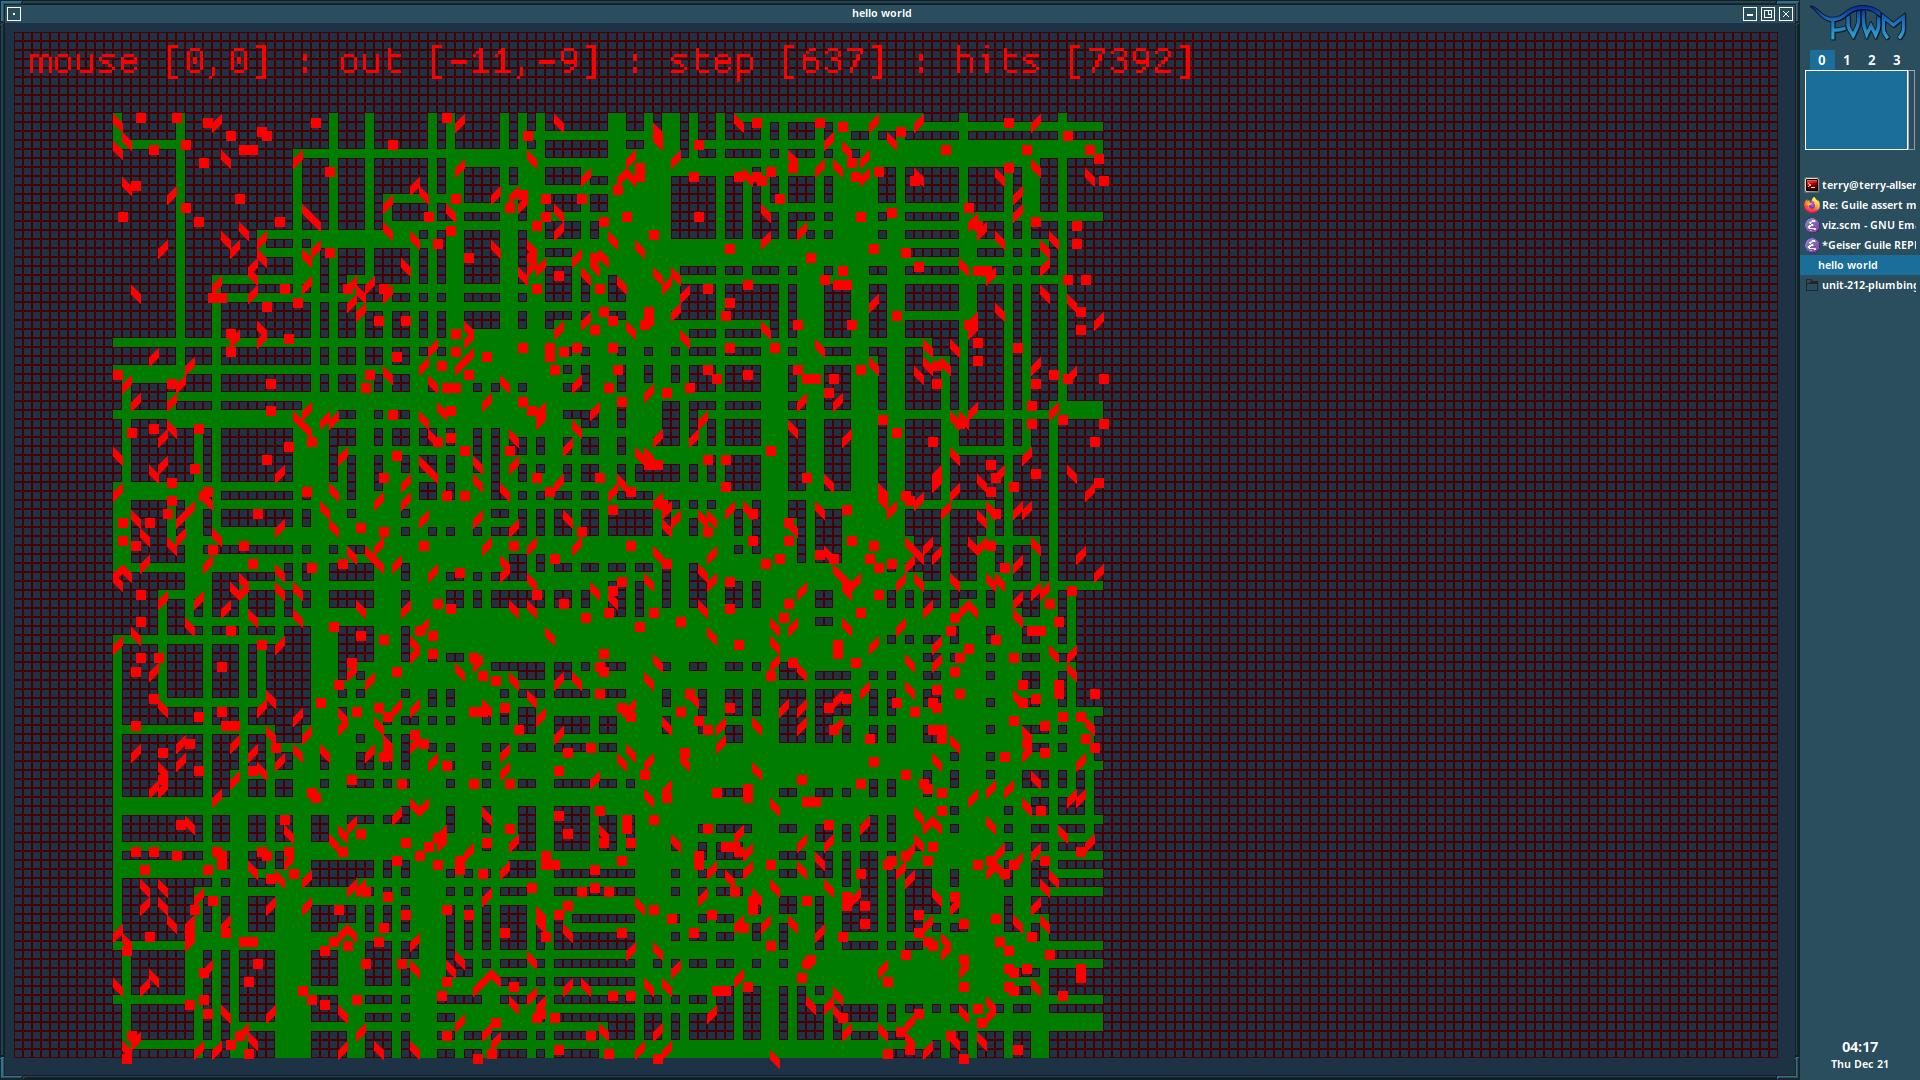 hello world
mouse [0,0] : out [-11,-9] : step [637] : hits [7392]
FVWM
0 1 2 3
terry@terry-allser
Re: Guile assert m
viz.scm - GNU Em
*Geiser Guile REPL
hello world
unit-212-plumbing
04:17
Thu Dec 21